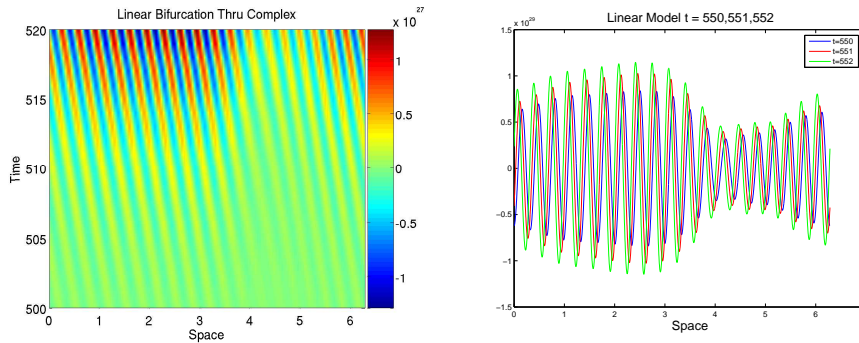 Linear Bifurcation Thru Complex
x 10^27
520
515
510
505
500
Time
0 1 2 3 4 5 6
Space
1
0.5
0
-0.5
-1
Linear Model t = 550,551,552
x 10^29
1.5
1
0.5
0
−0.5
−1
−1.5
0 1 2 3 4 5 6
Space
t=550
t=551
t=552